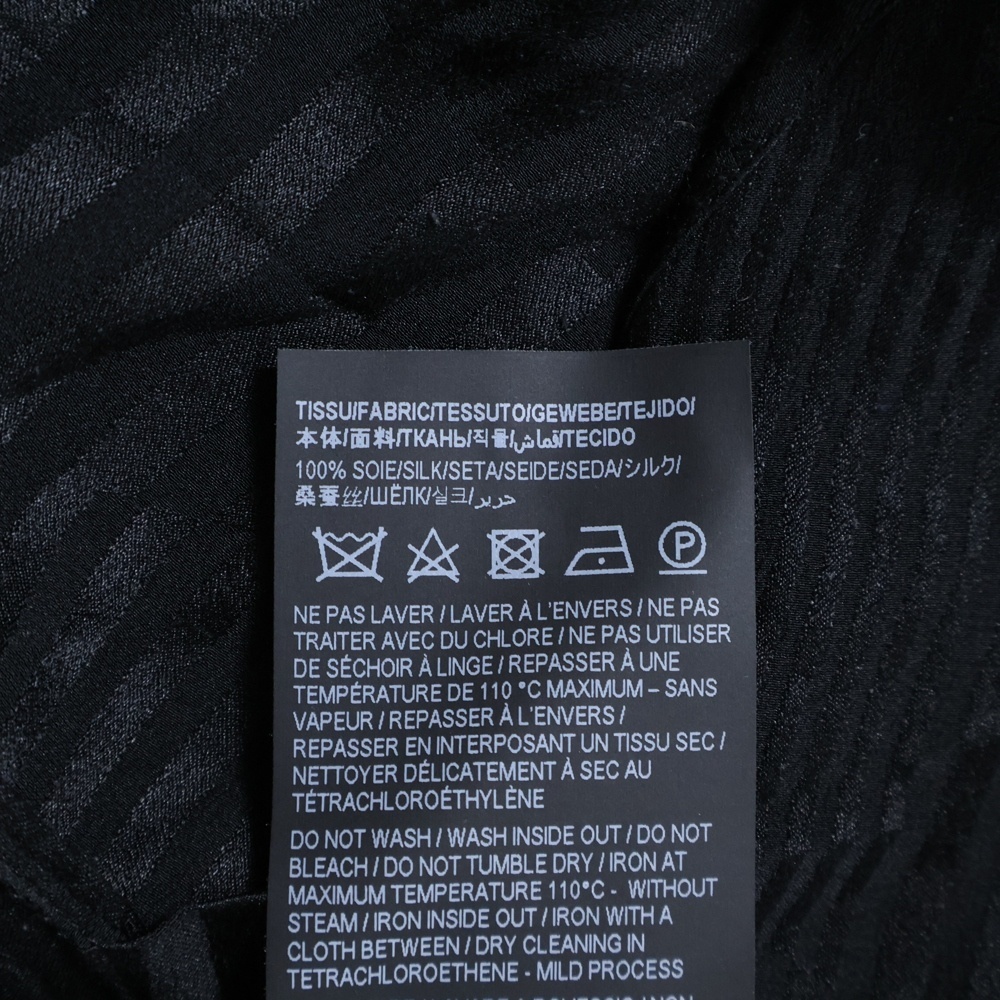 TISSU/FABRIC/TESSUTO/GEWEBE/TEJIDO/
本体/面料/ТКАНЬ/직물/قماش/TECIDO
100% SOIE/SILK/SETA/SEIDE/SEDA/シルク/
桑蚕丝/ШЁЛК/실크/حرير
P
NE PAS LAVER / LAVER À L'ENVERS / NE PAS
TRAITER AVEC DU CHLORE / NE PAS UTILISER
DE SÉCHOIR À LINGE / REPASSER À UNE
TEMPÉRATURE DE 110 °C MAXIMUM – SANS
VAPEUR / REPASSER À L'ENVERS /
REPASSER EN INTERPOSANT UN TISSU SEC /
NETTOYER DÉLICATEMENT À SEC AU
TÉTRACHLOROÉTHYLÈNE
DO NOT WASH / WASH INSIDE OUT / DO NOT
BLEACH / DO NOT TUMBLE DRY / IRON AT
MAXIMUM TEMPERATURE 110°C - WITHOUT
STEAM / IRON INSIDE OUT / IRON WITH A
CLOTH BETWEEN / DRY CLEANING IN
TETRACHLOROETHENE - MILD PROCESS